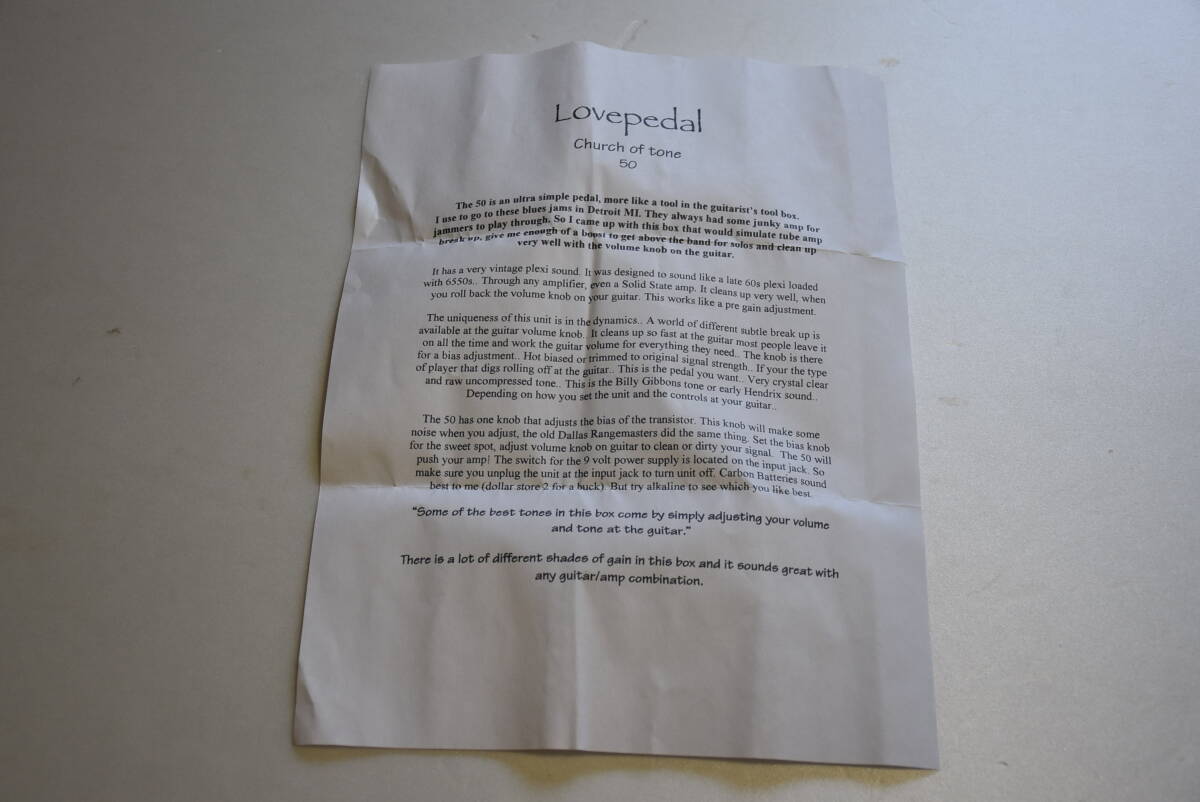 Lovepedal
Church of tone
50
The 50 is an ultra simple pedal, more like a tool in the guitarist's tool box.
I use to go to these blues jams in Detroit MI. They always had some junky amp for
jammers to play through. So I came up with this box that would simulate tube amp
break up, give me enough of a boost to get above the band for solos and clean up
very well with the volume knob on the guitar.
It has a very vintage plexi sound. It was designed to sound like a late 60s plexi loaded
with 6550s.. Through any amplifier, even a Solid State amp. It cleans up very well, when
you roll back the volume knob on your guitar. This works like a pre gain adjustment.
The uniqueness of this unit is in the dynamics.. A world of different subtle break up is
available at the guitar volume knob.. It cleans up so fast at the guitar most people leave it
on all the time and work the guitar volume for everything they need.. The knob is there
for a bias adjustment.. Hot biased or trimmed to original signal strength.. If your the type
of player that digs rolling off at the guitar.. This is the pedal you want.. Very crystal clear
and raw uncompressed tone.. This is the Billy Gibbons tone or early Hendrix sound..
Depending on how you set the unit and the controls at your guitar..
The 50 has one knob that adjusts the bias of the transistor. This knob will make some
noise when you adjust, the old Dallas Rangemasters did the same thing. Set the bias knob
for the sweet spot, adjust volume knob on guitar to clean or dirty your signal. The 50 will
push your amp! The switch for the 9 volt power supply is located on the input jack. So
make sure you unplug the unit at the input jack to turn unit off. Carbon Batteries sound
best to me (dollar store 2 for a buck). But try alkaline to see which you like best.
"Some of the best tones in this box come by simply adjusting your volume
and tone at the guitar."
There is a lot of different shades of gain in this box and it sounds great with
any guitar/amp combination.